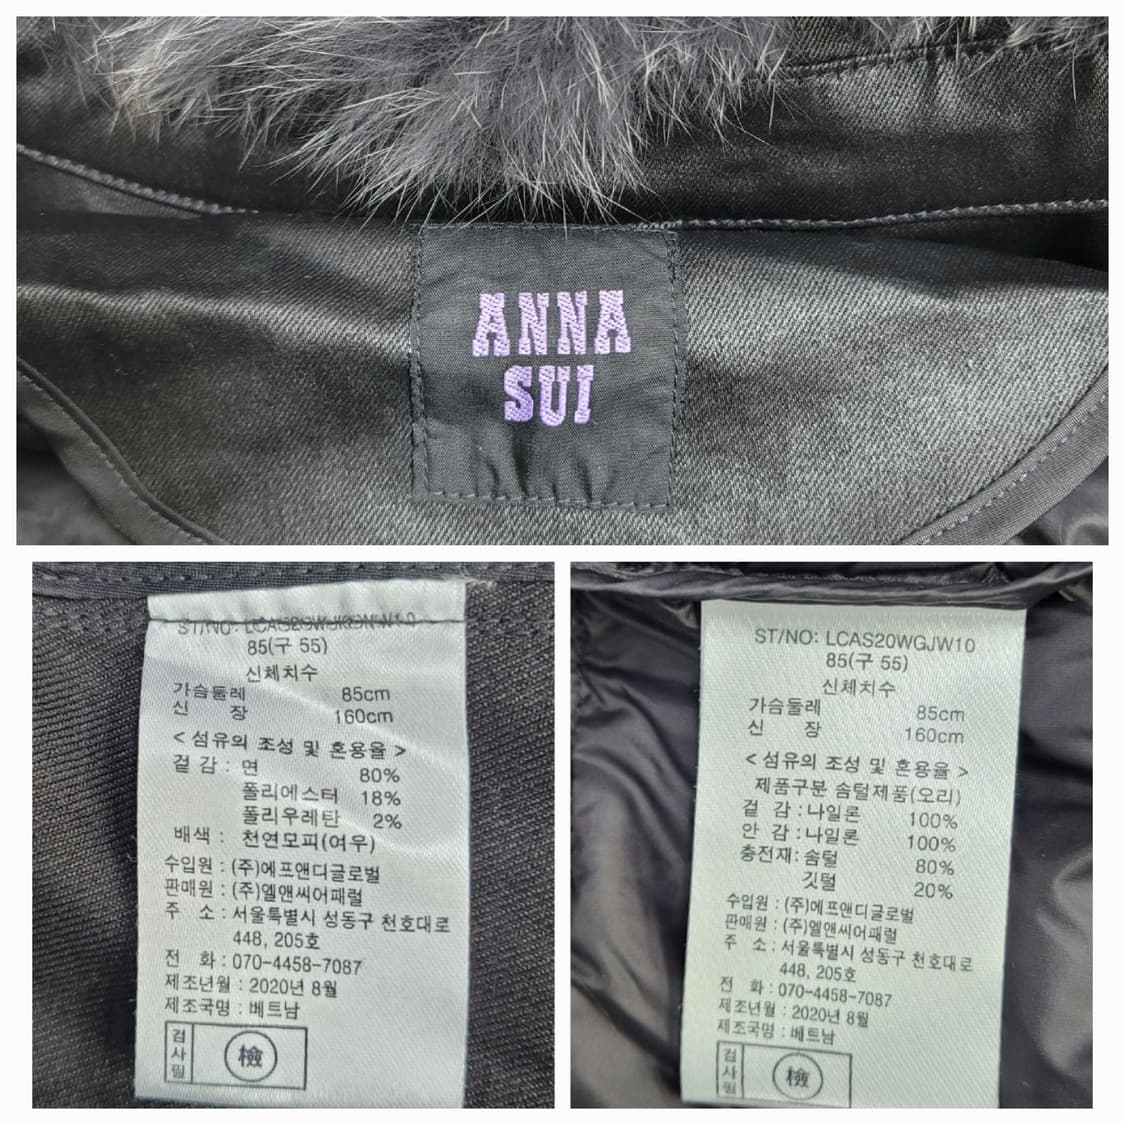 ANNA
SUI
85(구 55)
신체치수
가슴둘레 85cm
신 장 160cm
< 섬유의 조성 및 혼용율 >
겉 감 : 면 80%
폴리에스터 18%
폴리우레탄 2%
배색 : 천연모피(여우)
수입원 : (주)에프앤디글로벌
판매원 : (주)엘앤씨어패럴
주 소 : 서울특별시 성동구 천호대로
448, 205호
전 화 : 070-4458-7087
제조년월 : 2020년 8월
제조국명 : 베트남
검사필 檢
ST/NO: LCAS20WGJW10
85(구 55)
신체치수
가슴둘레 85cm
신 장 160cm
< 섬유의 조성 및 혼용율 >
제품구분 솜털제품(오리)
겉 감 : 나일론 100%
안 감 : 나일론 100%
충전재: 솜털 80%
깃털 20%
수입원 : (주)에프앤디글로벌
판매원 : (주)엘앤씨어패럴
주 소 : 서울특별시 성동구 천호대로
448, 205호
전 화 : 070-4458-7087
제조년월 : 2020년 8월
제조국명 : 베트남
검사필 檢